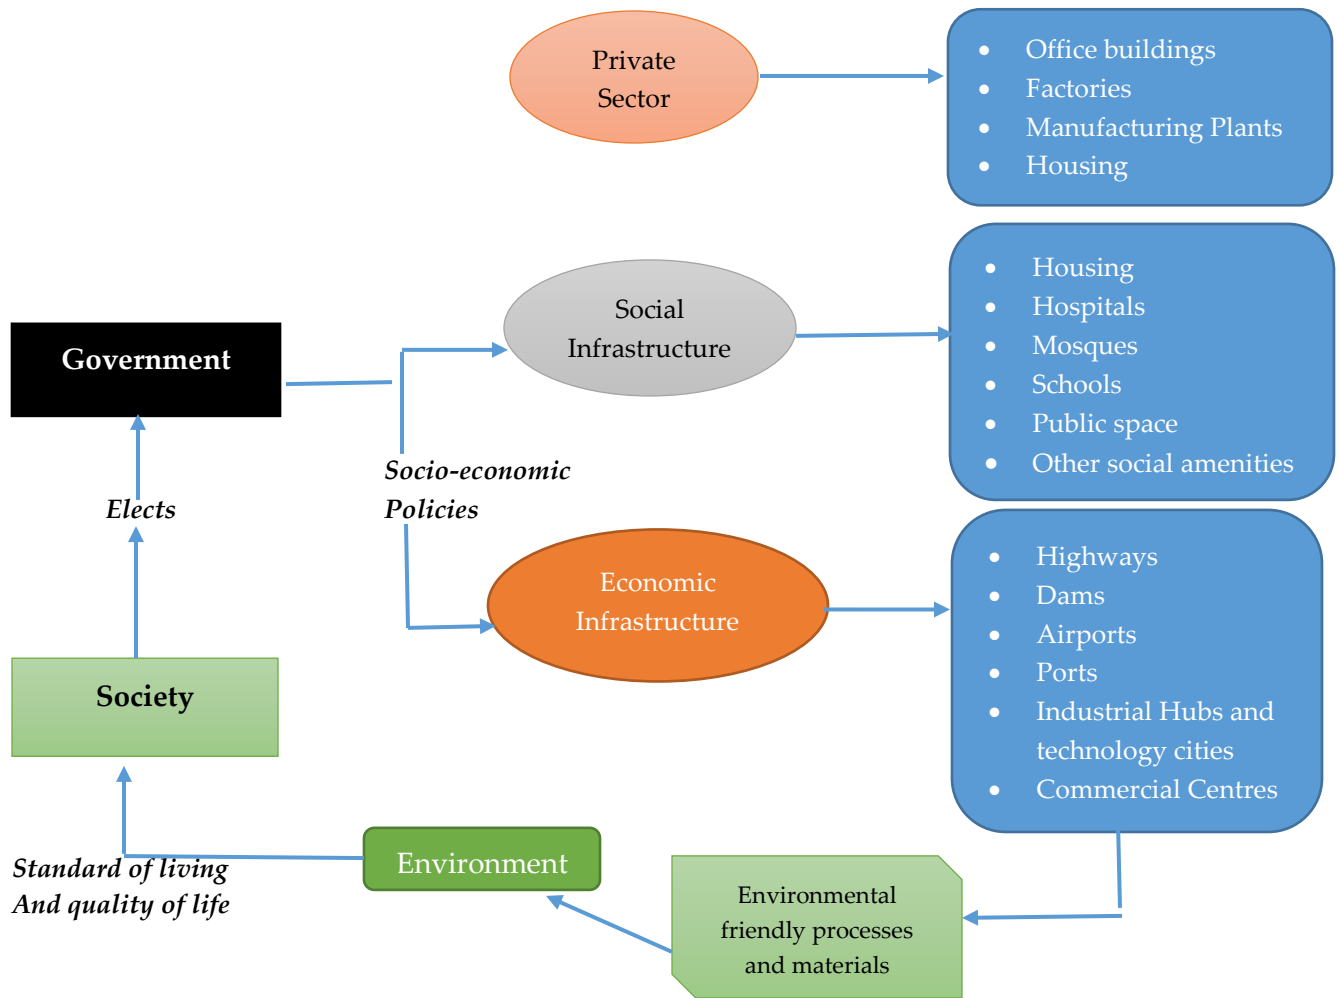 Private
Sector
• Office buildings
• Factories
• Manufacturing Plants
• Housing
Social
Infrastructure
• Housing
• Hospitals
• Mosques
• Schools
• Public space
• Other social amenities
Government
Socio-economic
Policies
Elects
Economic
Infrastructure
• Highways
• Dams
• Airports
• Ports
• Industrial Hubs and
technology cities
• Commercial Centres
Society
Standard of living
And quality of life
Environment
Environmental
friendly processes
and materials